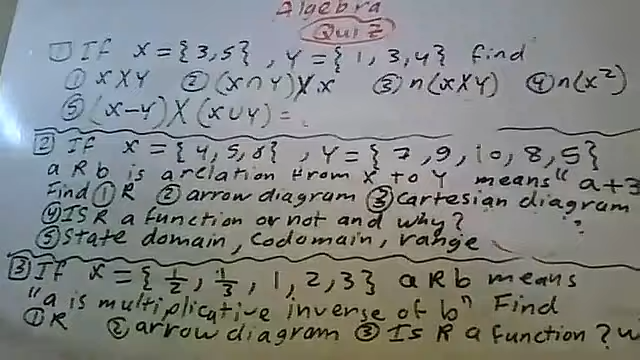 Algebra
Quiz
① If X = {3,5} , Y = {1, 3, 4} find
① X×Y ② (X∩Y)×X ③ n(X×Y) ④ n(X²)
⑤ (X-Y) × (X∪Y) =
② If X = {4, 5, 8} , Y = {7, 9, 10, 8, 5}
a R b is a relation from X to Y means "a+3
Find ① R ② arrow diagram ③ Cartesian diagram
④ IS R a function or not and why?
⑤ State domain, codomain, range
③ If X = {1/2, 1/3, 1, 2, 3} a R b means
"a is multiplicative inverse of b" Find
① R ② arrow diagram ③ Is R a function?